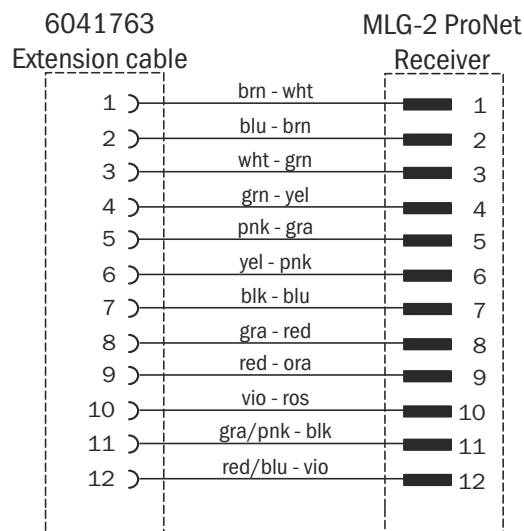 6041763 MLG-2 ProNet
Extension cable Receiver
1 brn - wht 1
2 blu - brn 2
3 wht - grn 3
4 grn - yel 4
5 pnk - gra 5
6 yel - pnk 6
7 blk - blu 7
8 gra - red 8
9 red - ora 9
10 vio - ros 10
11 gra/pnk - blk 11
12 red/blu - vio 12